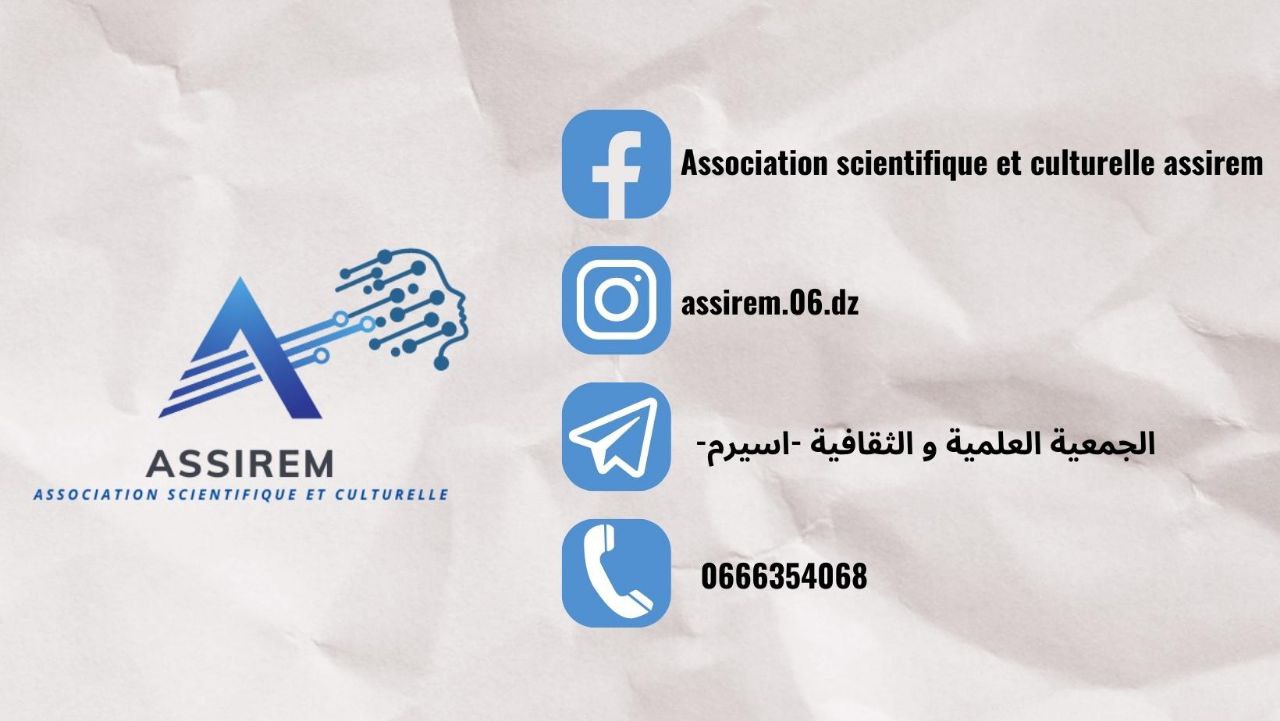 ASSIREM
ASSOCIATION SCIENTIFIQUE ET CULTURELLE
Association scientifique et culturelle assirem
assirem.06.dz
الجمعية العلمية و الثقافية -اسيرم-
0666354068